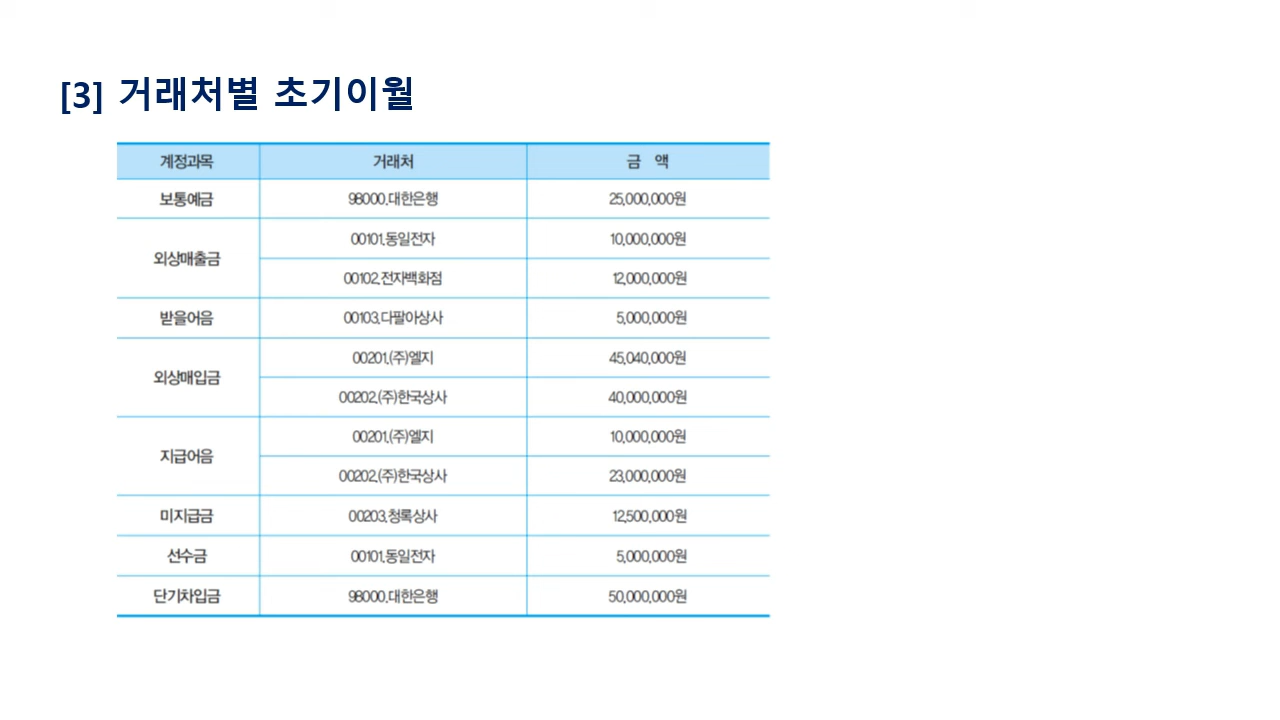 [3] 거래처별 초기이월
계정과목 거래처 금 액
보통예금 98000.대한은행 25,000,000원
외상매출금 00101.동일전자 10,000,000원
00102.전자백화점 12,000,000원
받을어음 00103.다팔아상사 5,000,000원
외상매입금 00201.(주)엘지 45,040,000원
00202.(주)한국상사 40,000,000원
지급어음 00201.(주)엘지 10,000,000원
00202.(주)한국상사 23,000,000원
미지급금 00203.청록상사 12,500,000원
선수금 00101.동일전자 5,000,000원
단기차입금 98000.대한은행 50,000,000원